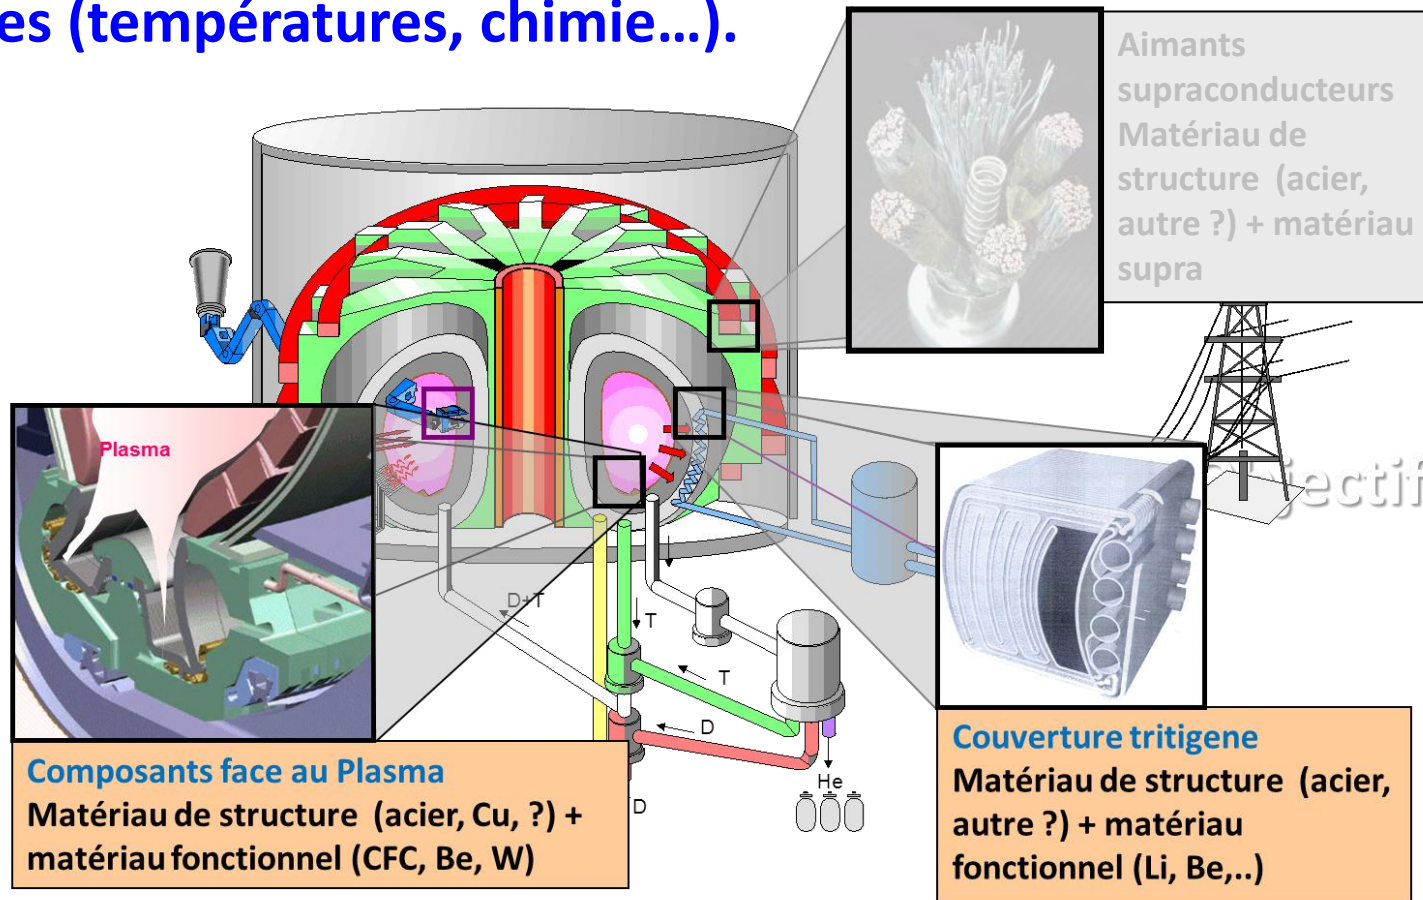 es (températures, chimie...).
Aimants
supraconducteurs
Matériau de
structure (acier,
autre ?) + matériau
supra
Plasma
D+T
T
T
D
He
D
Composants face au Plasma
Matériau de structure (acier, Cu, ?) +
matériau fonctionnel (CFC, Be, W)
Couverture tritigene
Matériau de structure (acier,
autre ?) + matériau
fonctionnel (Li, Be,..)